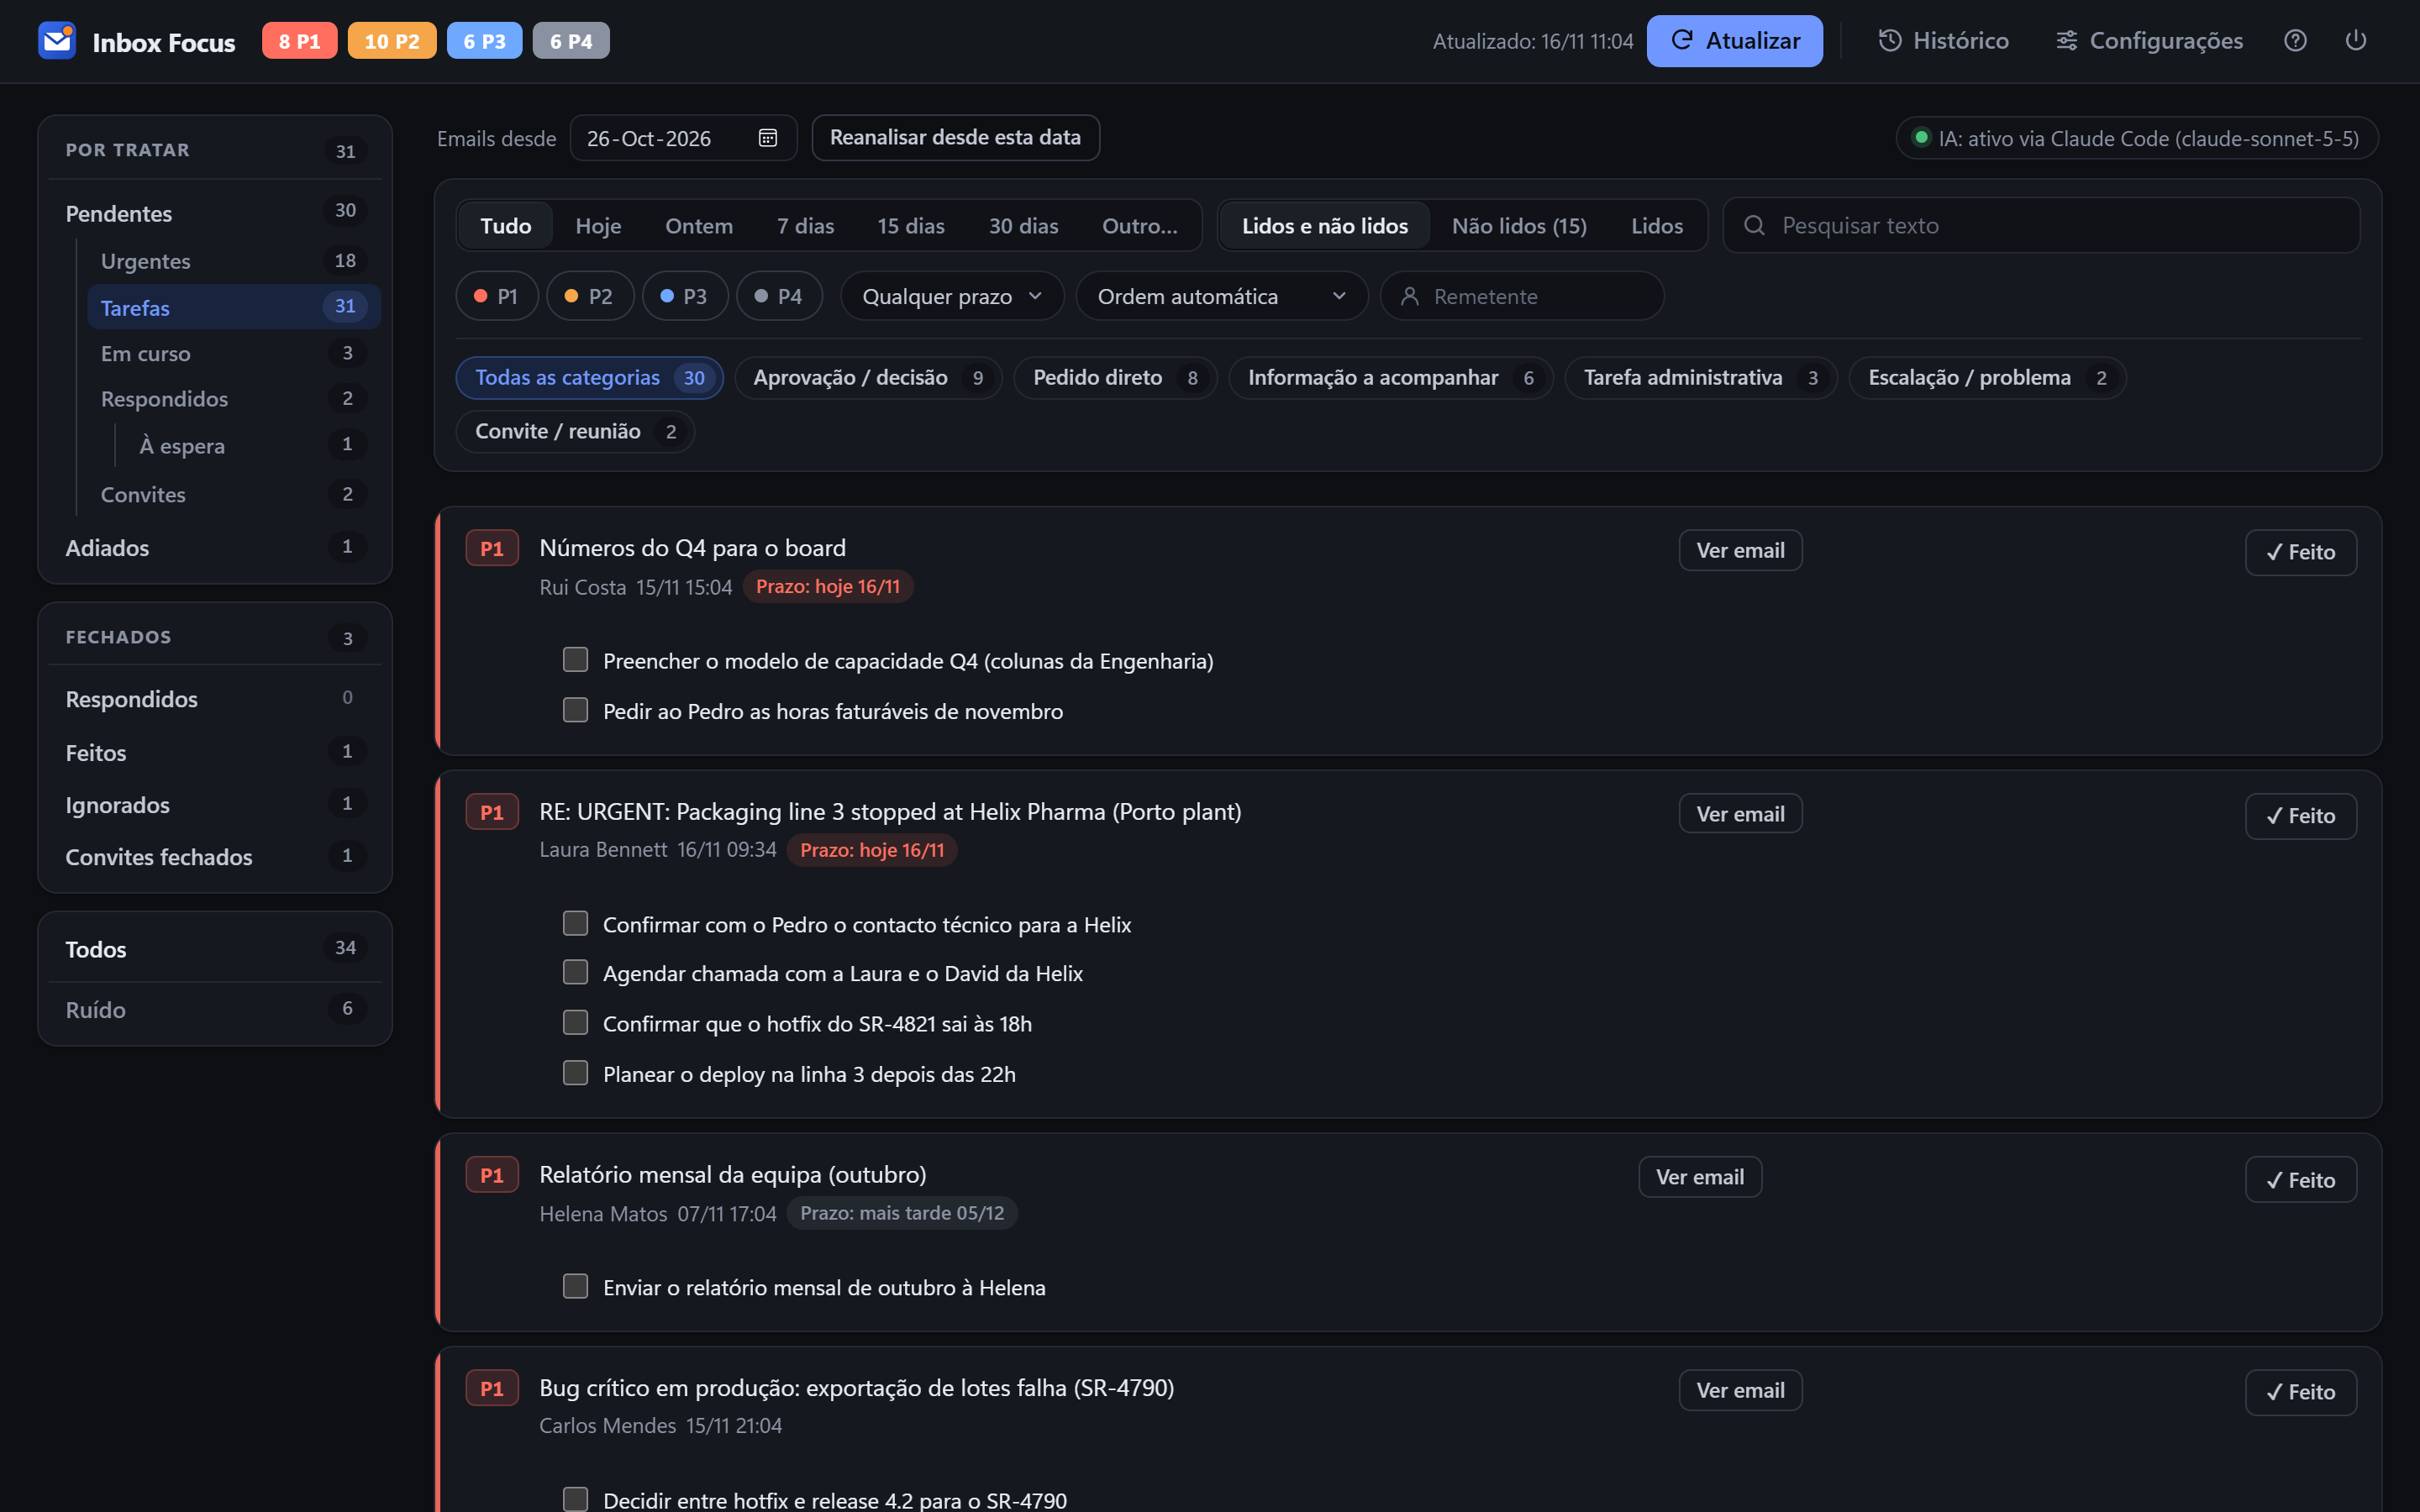 Inbox Focus
8 P1
10 P2
6 P3
6 P4
Atualizado: 16/11 11:04
Atualizar
Histórico
Configurações
POR TRATAR 31
Pendentes 30
Urgentes 18
Tarefas 31
Em curso 3
Respondidos 2
À espera 1
Convites 2
Adiados 1
FECHADOS 3
Respondidos 0
Feitos 1
Ignorados 1
Convites fechados 1
Todos 34
Ruído 6
Emails desde 26-Oct-2026 Reanalisar desde esta data
IA: ativo via Claude Code (claude-sonnet-5-5)
Tudo Hoje Ontem 7 dias 15 dias 30 dias Outro...
Lidos e não lidos Não lidos (15) Lidos
Pesquisar texto
P1 P2 P3 P4 Qualquer prazo Ordem automática Remetente
Todas as categorias 30 Aprovação / decisão 9 Pedido direto 8 Informação a acompanhar 6 Tarefa administrativa 3 Escalação / problema 2
Convite / reunião 2
P1 Números do Q4 para o board Ver email ✓ Feito
Rui Costa 15/11 15:04 Prazo: hoje 16/11
Preencher o modelo de capacidade Q4 (colunas da Engenharia)
Pedir ao Pedro as horas faturáveis de novembro
P1 RE: URGENT: Packaging line 3 stopped at Helix Pharma (Porto plant) Ver email ✓ Feito
Laura Bennett 16/11 09:34 Prazo: hoje 16/11
Confirmar com o Pedro o contacto técnico para a Helix
Agendar chamada com a Laura e o David da Helix
Confirmar que o hotfix do SR-4821 sai às 18h
Planear o deploy na linha 3 depois das 22h
P1 Relatório mensal da equipa (outubro) Ver email ✓ Feito
Helena Matos 07/11 17:04 Prazo: mais tarde 05/12
Enviar o relatório mensal de outubro à Helena
P1 Bug crítico em produção: exportação de lotes falha (SR-4790) Ver email ✓ Feito
Carlos Mendes 15/11 21:04
Decidir entre hotfix e release 4.2 para o SR-4790